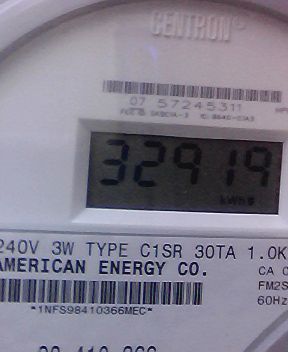 CENTRON
07 57245311
32919
kWh
240V 3W TYPE C1SR 30TA 1.0K
AMERICAN ENERGY CO.
CA 0
FM2S
60Hz
*1NFS98410366MEC*